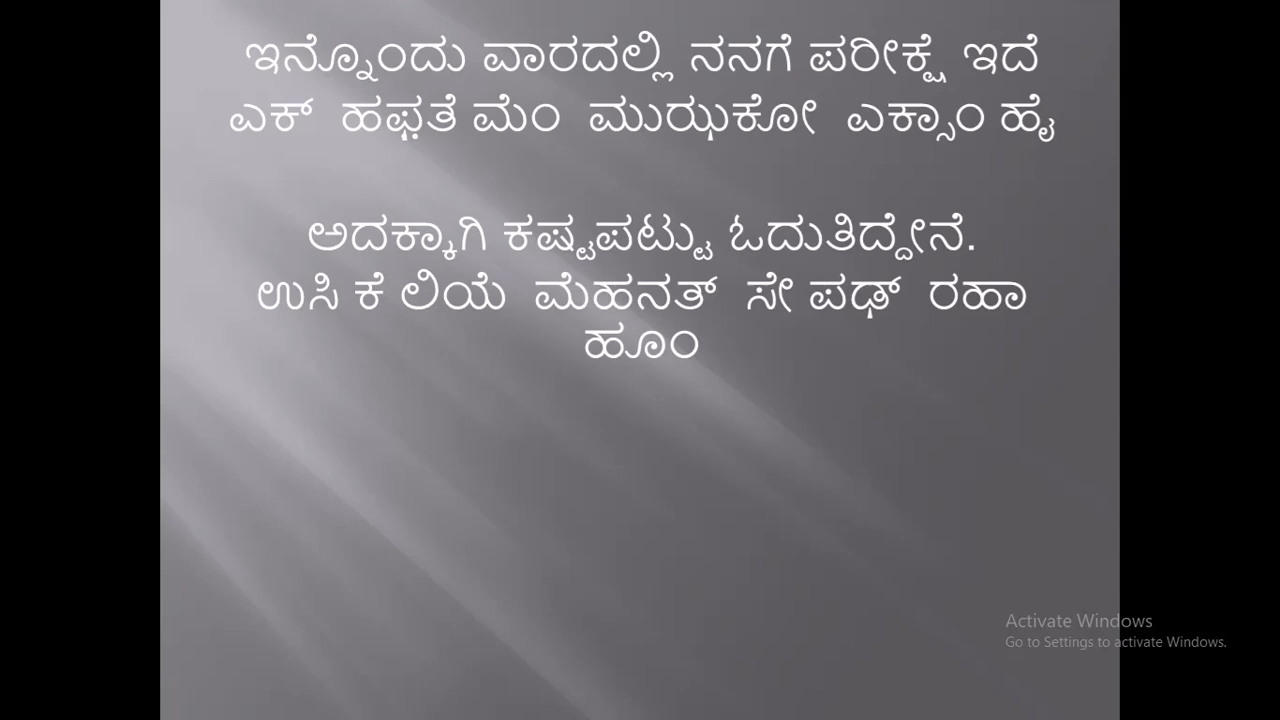 ಇನ್ನೊಂದು ವಾರದಲ್ಲಿ ನನಗೆ ಪರೀಕ್ಷೆ ಇದೆ
ಎಕ್ ಹಫ಼ತೆ ಮೆಂ ಮುಝಕೋ ಎಕ್ಸಾಂ ಹೈ
ಅದಕ್ಕಾಗಿ ಕಷ್ಟಪಟ್ಟು ಓದುತಿದ್ದೇನೆ.
ಉಸಿ ಕೆ ಲಿಯೆ ಮೆಹನತ್ ಸೇ ಪಢ್ ರಹಾ
ಹೂಂ
Activate Windows
Go to Settings to activate Windows.